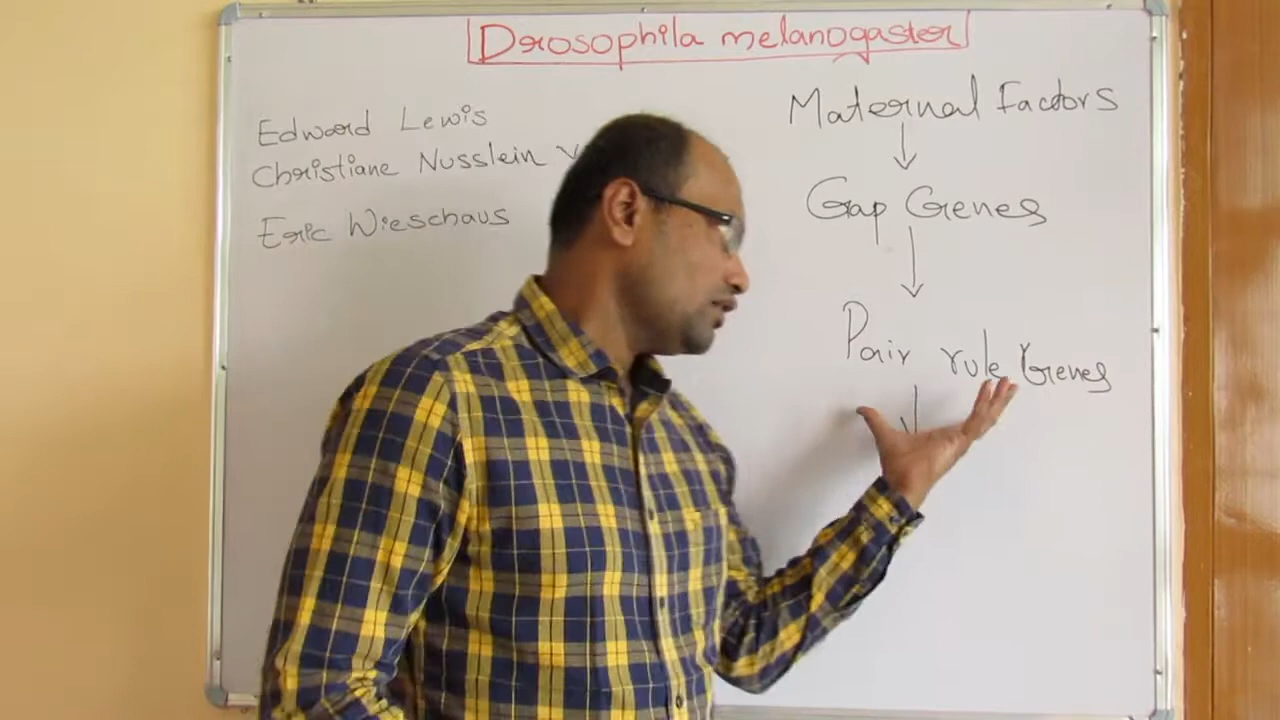 Drosophila melanogaster
Edward Lewis
Christiane Nusslein
Eric Wieschaus
Maternal Factors
Gap Genes
Pair rule Genes